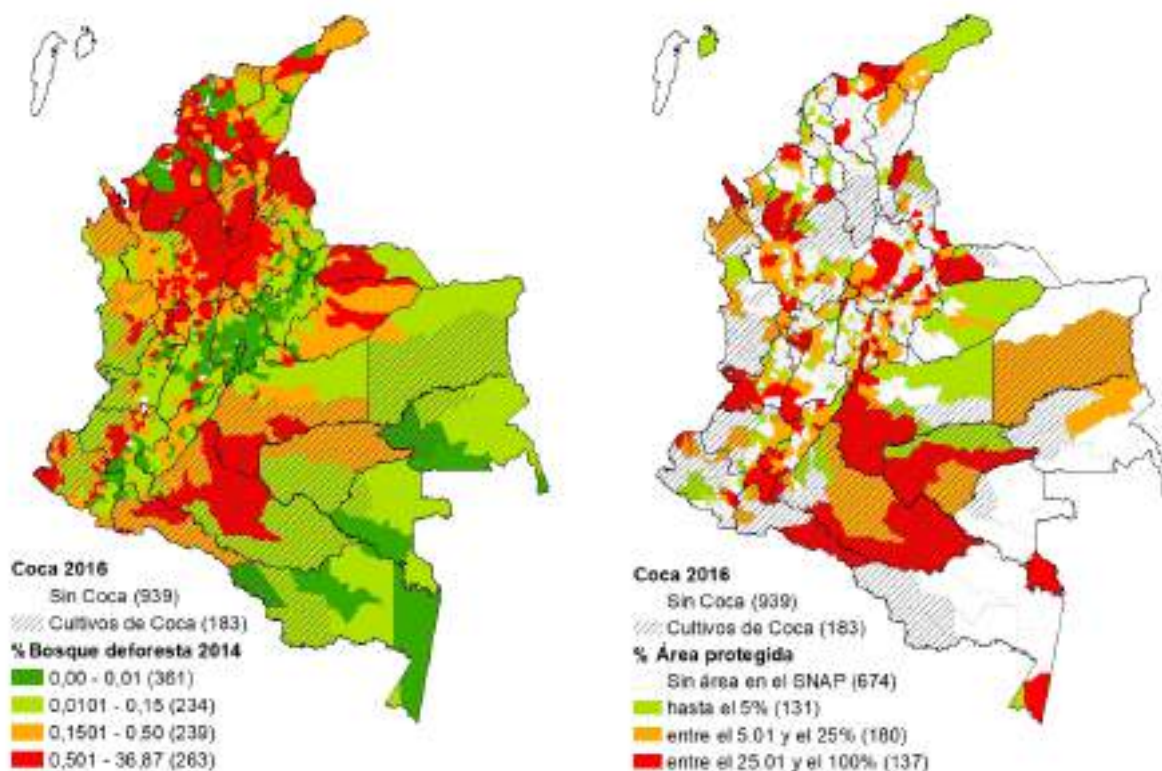 Coca 2016
Sin Coca (939)
Cultivos de Coca (183)
% Bosque deforesta 2014
0,00 - 0,01 (361)
0,0101 - 0,15 (234)
0,1501 - 0,50 (239)
0,501 - 36,87 (263)
Coca 2016
Sin Coca (939)
Cultivos de Coca (183)
% Área protegida
Sin área en el SNAP (674)
hasta el 5% (131)
entre el 5.01 y el 25% (180)
entre el 25.01 y el 100% (137)